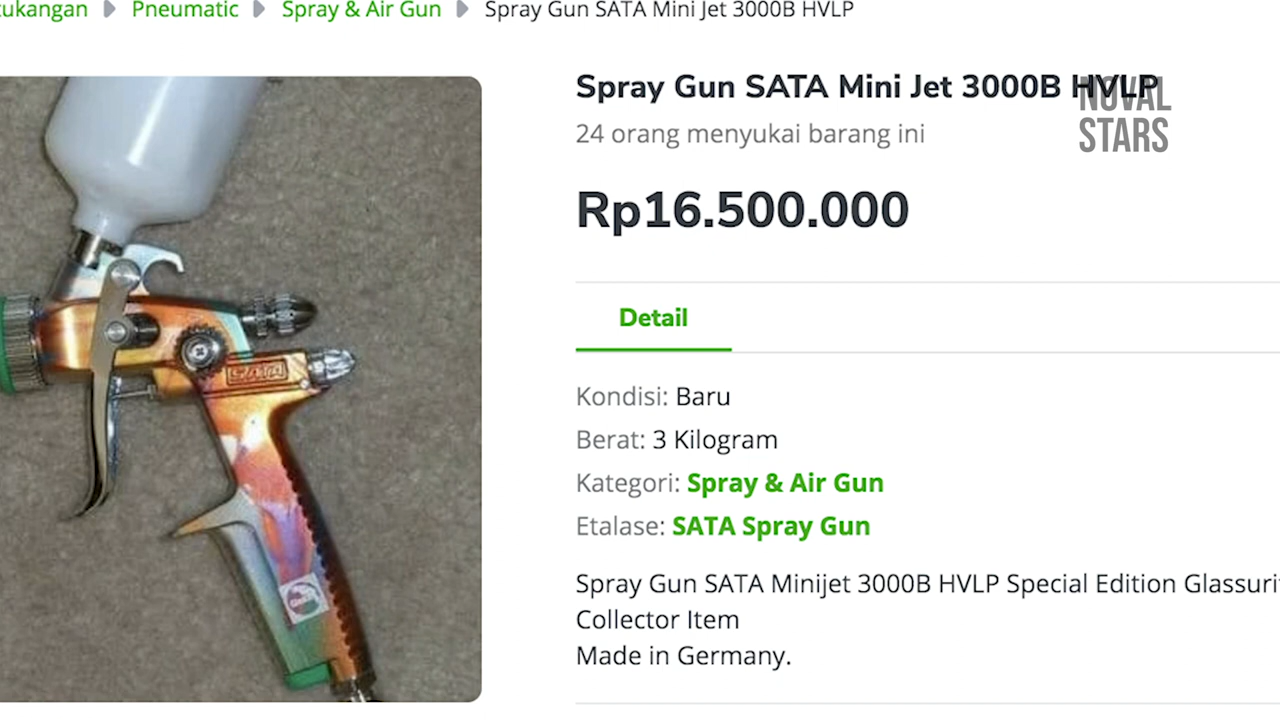 Pneumatic Spray & Air Gun Spray Gun SATA Mini Jet 3000B HVLP
Spray Gun SATA Mini Jet 3000B HVLP
NOVAL
STARS
24 orang menyukai barang ini
Rp16.500.000
SATA
Detail
Kondisi: Baru
Berat: 3 Kilogram
Kategori: Spray & Air Gun
Etalase: SATA Spray Gun
Spray Gun SATA Minijet 3000B HVLP Special Edition
Collector Item
Made in Germany.